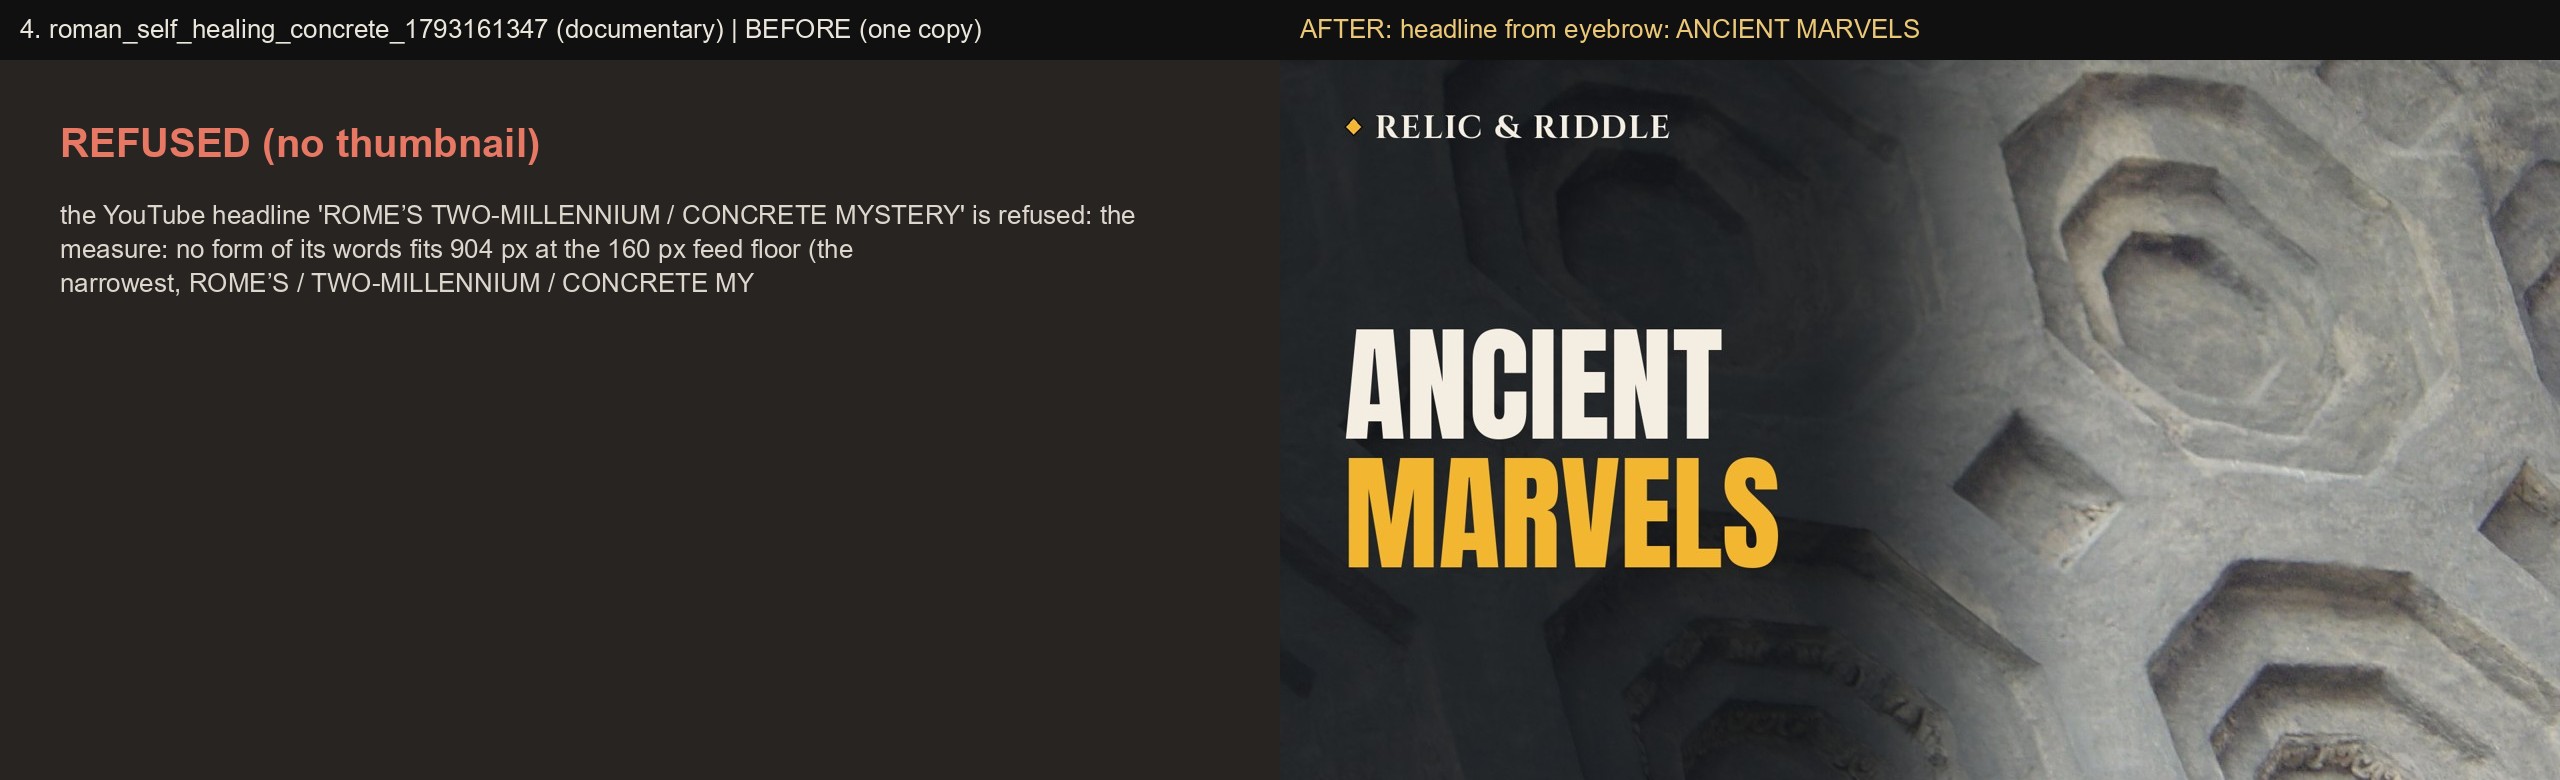 4. roman_self_healing_concrete_1793161347 (documentary) | BEFORE (one copy)
AFTER: headline from eyebrow: ANCIENT MARVELS
REFUSED (no thumbnail)
the YouTube headline 'ROME’S TWO-MILLENNIUM / CONCRETE MYSTERY' is refused: the
measure: no form of its words fits 904 px at the 160 px feed floor (the
narrowest, ROME’S / TWO-MILLENNIUM / CONCRETE MY
RELIC & RIDDLE
ANCIENT
MARVELS